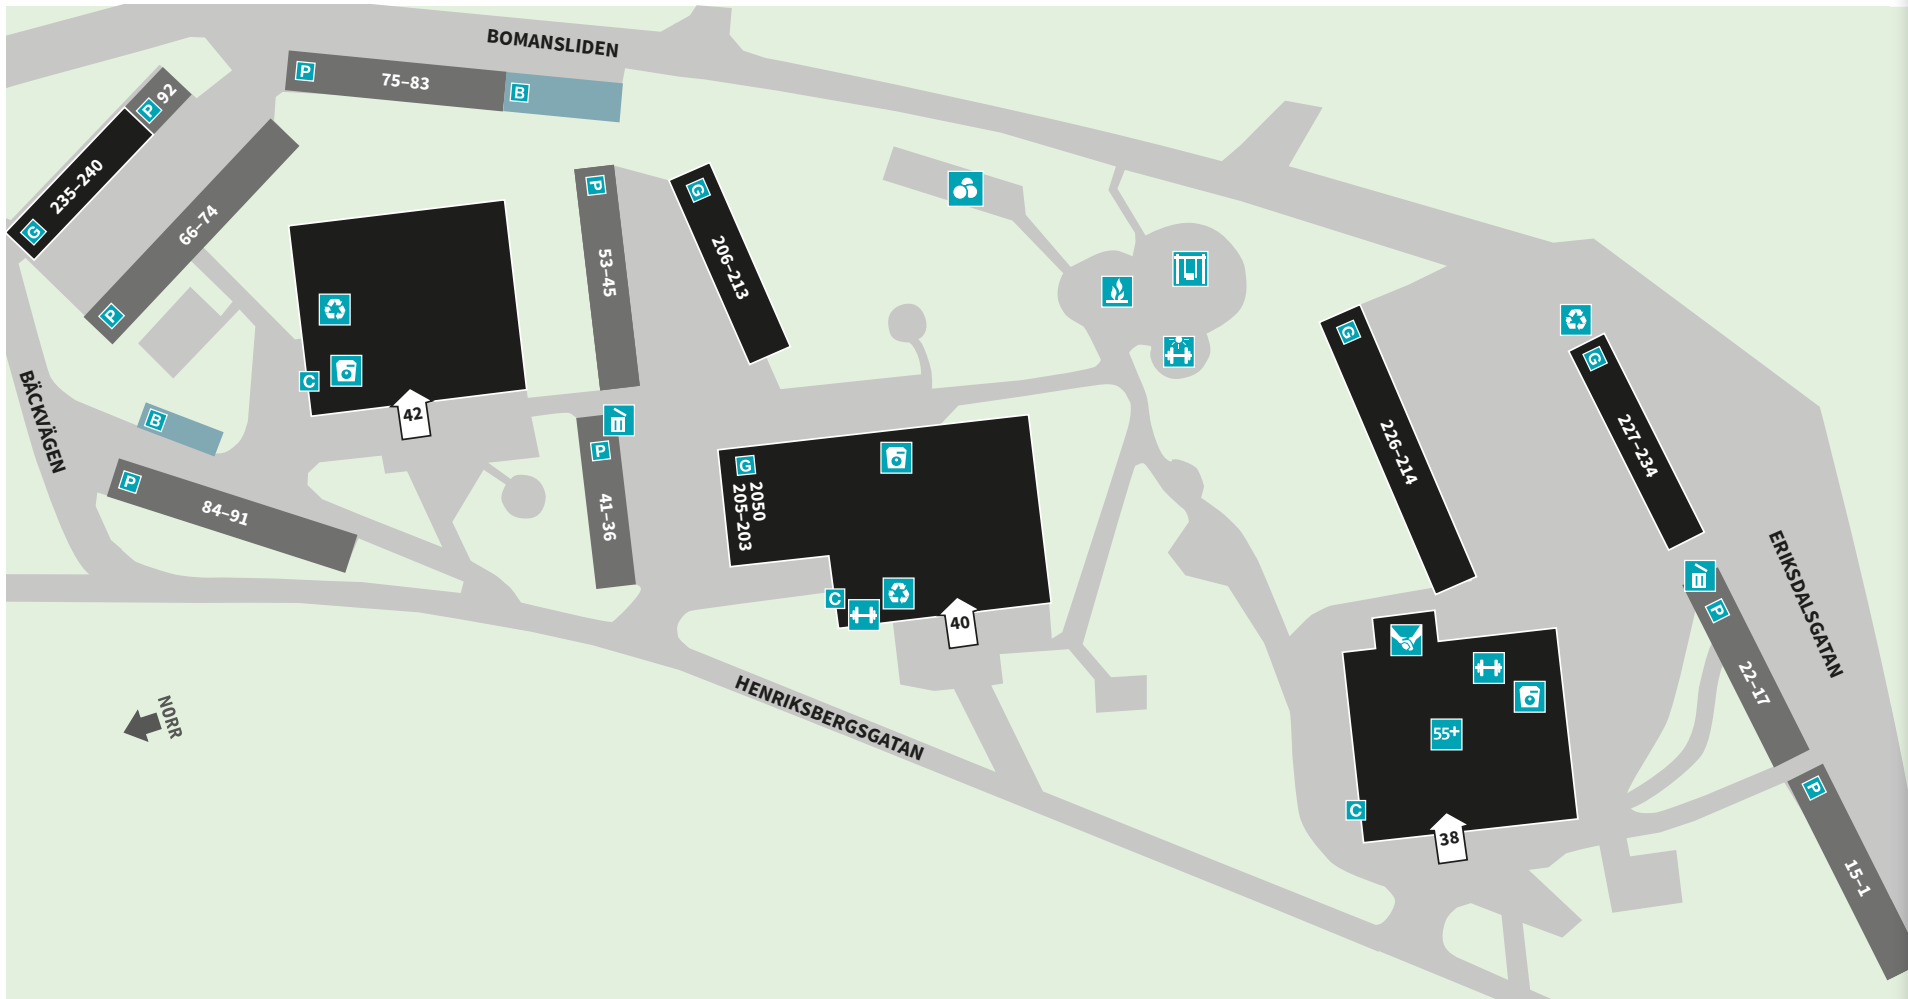 BOMANSLIDEN
P 75–83 B
P 92
G 235–240
P 66–74
P 53–45
G 206–213
C
42
B
P 84–91
BÄCKVÄGEN
P 41–36
G 2050
205–203
C
40
G 226–214
G 227–234
ERIKSDALSGATAN
P 22–17
P 15–1
55+
C
38
HENRIKSBERGSGATAN
NORR